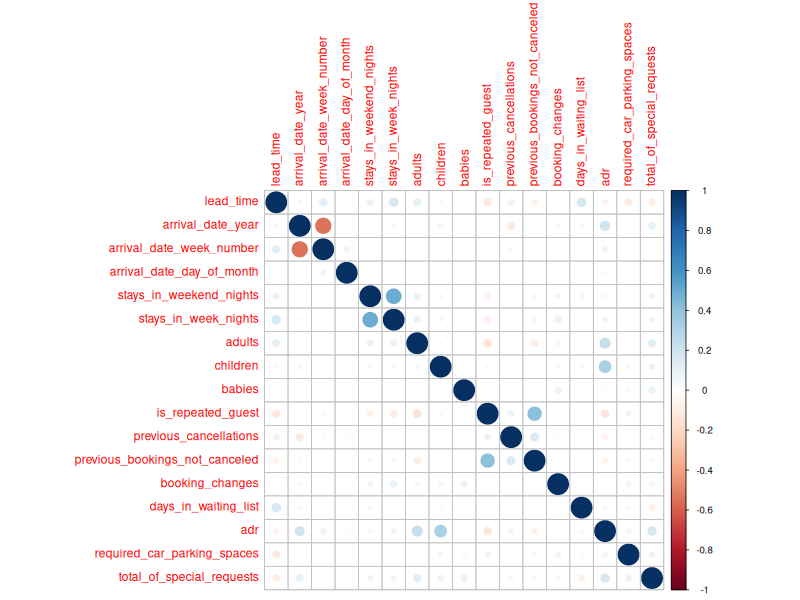 lead_time
arrival_date_year
arrival_date_week_number
arrival_date_day_of_month
stays_in_weekend_nights
stays_in_week_nights
adults
children
babies
is_repeated_guest
previous_cancellations
previous_bookings_not_canceled
booking_changes
days_in_waiting_list
adr
required_car_parking_spaces
total_of_special_requests
lead_time
arrival_date_year
arrival_date_week_number
arrival_date_day_of_month
stays_in_weekend_nights
stays_in_week_nights
adults
children
babies
is_repeated_guest
previous_cancellations
previous_bookings_not_canceled
booking_changes
days_in_waiting_list
adr
required_car_parking_spaces
total_of_special_requests
1
0.8
0.6
0.4
0.2
0
-0.2
-0.4
-0.6
-0.8
-1